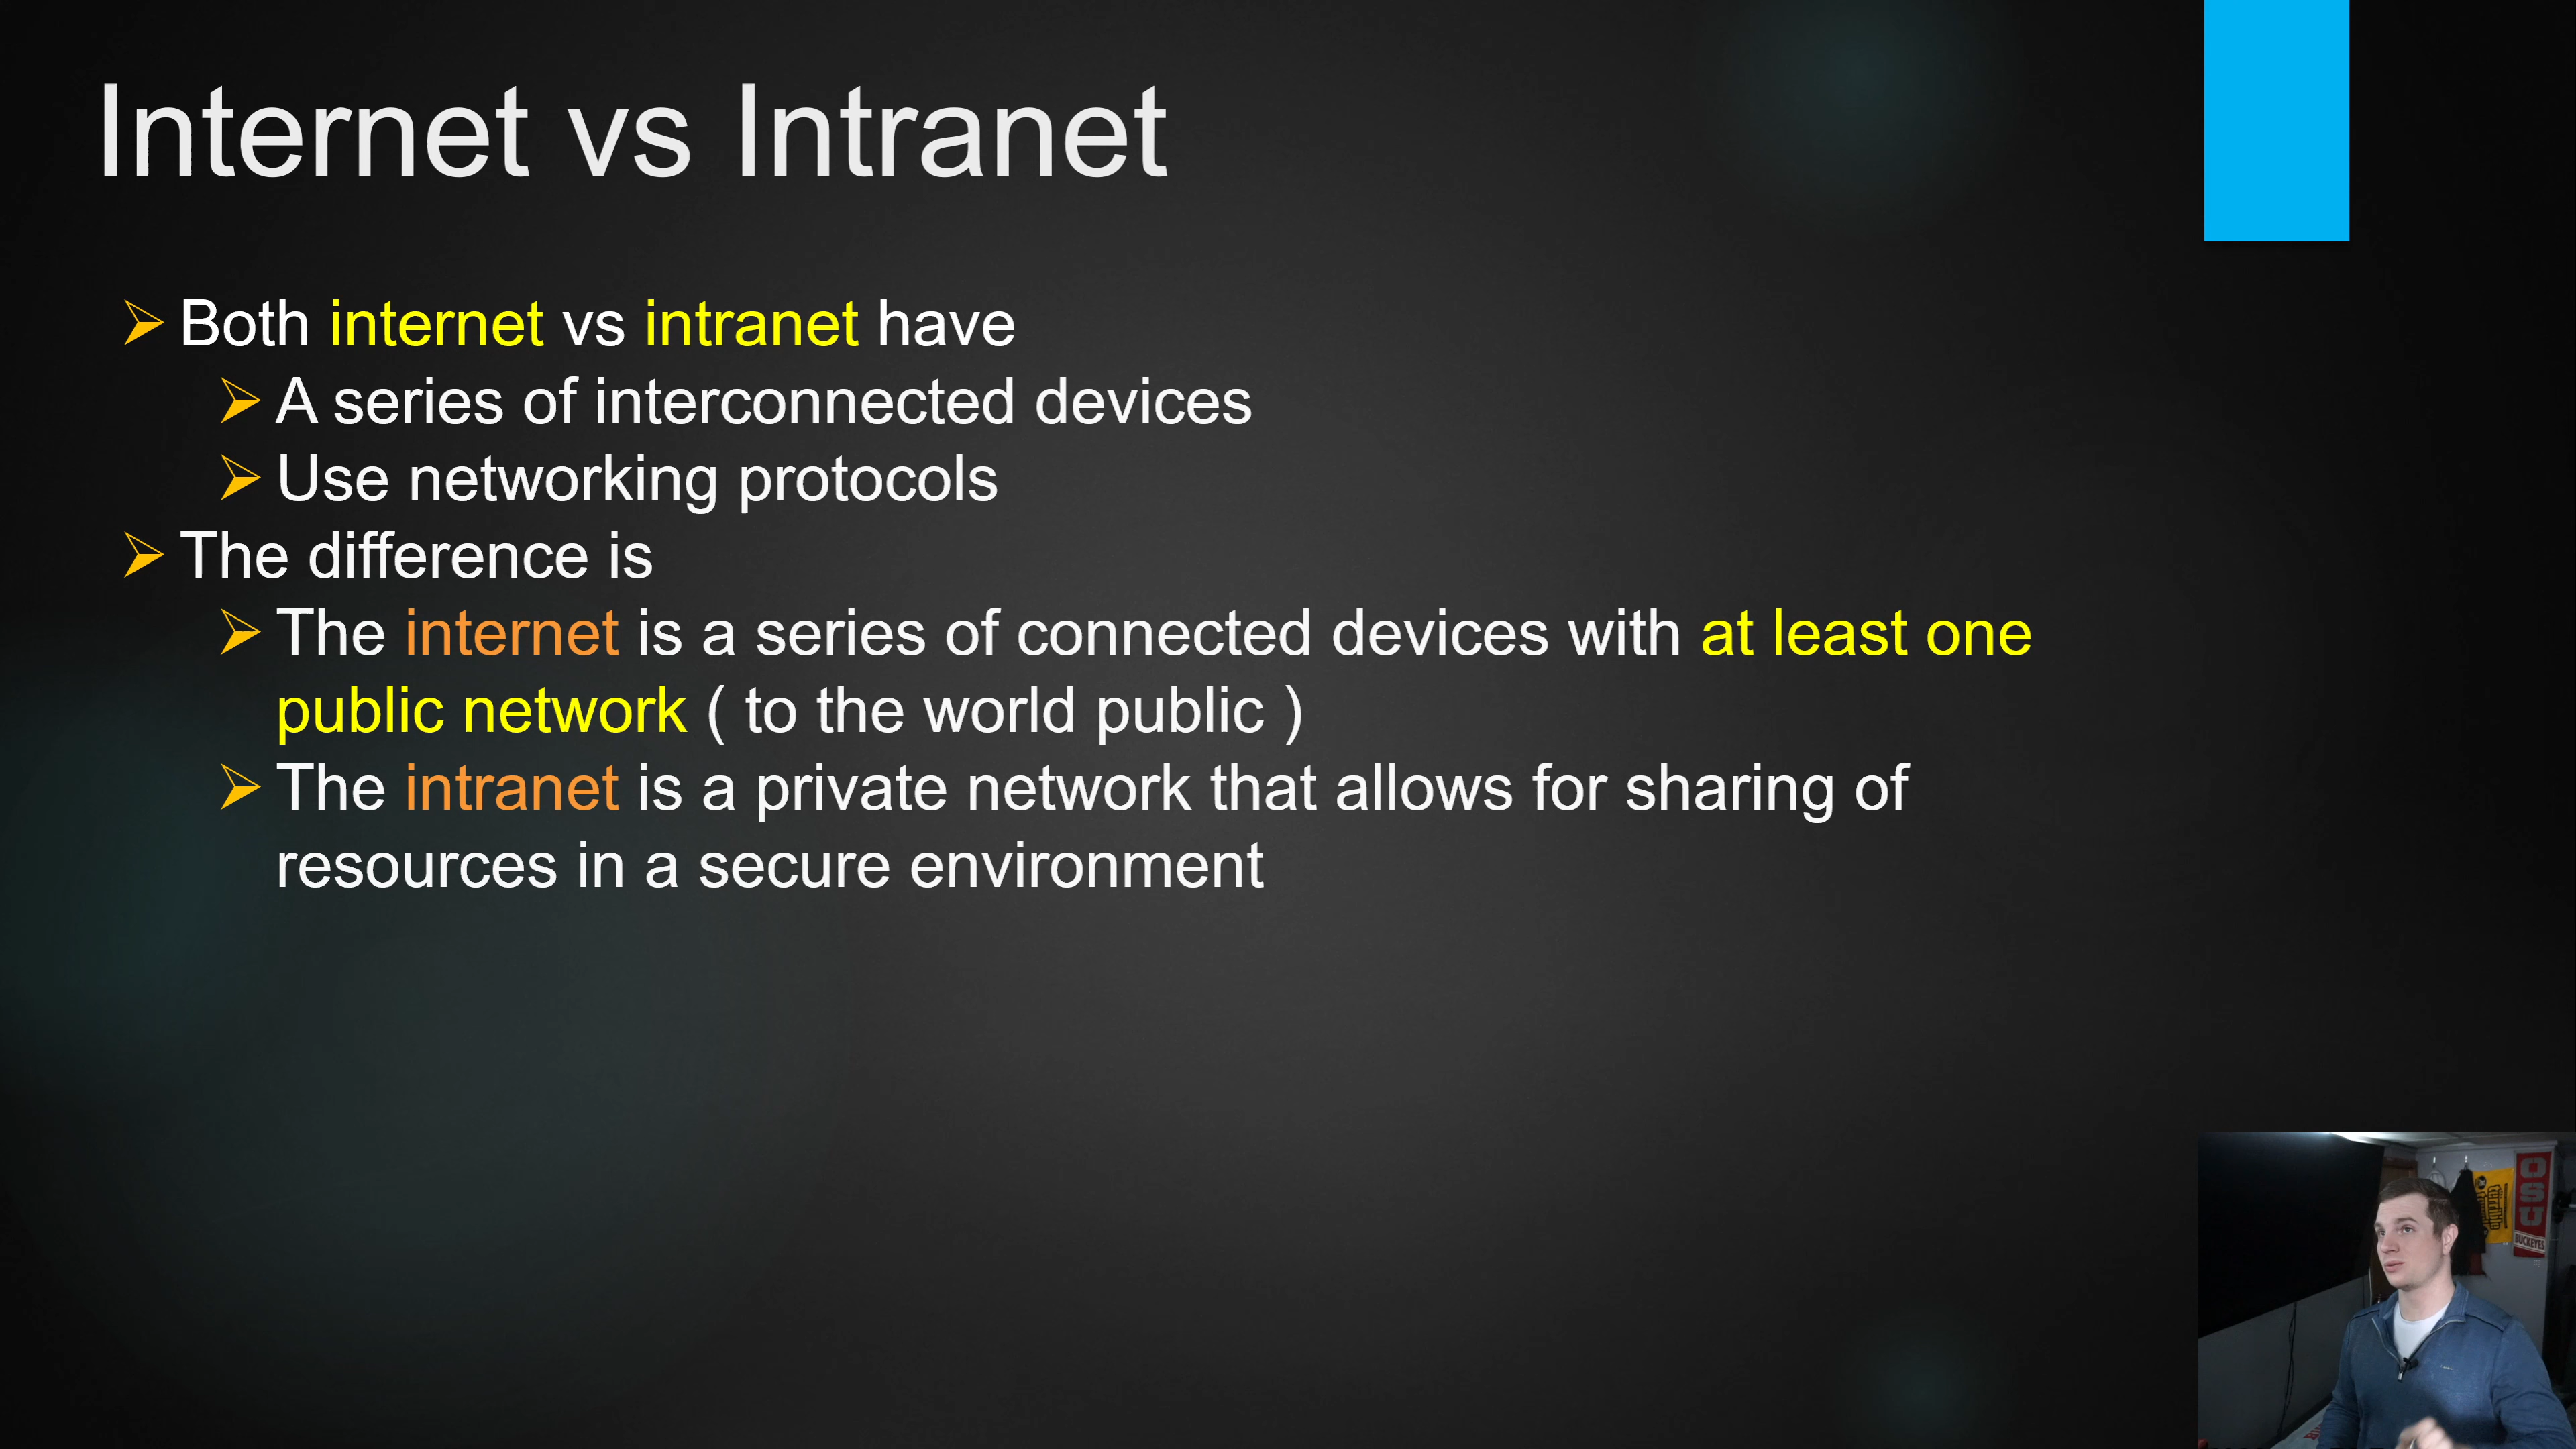 Internet vs Intranet
Both internet vs intranet have
A series of interconnected devices
Use networking protocols
The difference is
The internet is a series of connected devices with at least one
public network ( to the world public )
The intranet is a private network that allows for sharing of
resources in a secure environment
OSU
BUCKEYES